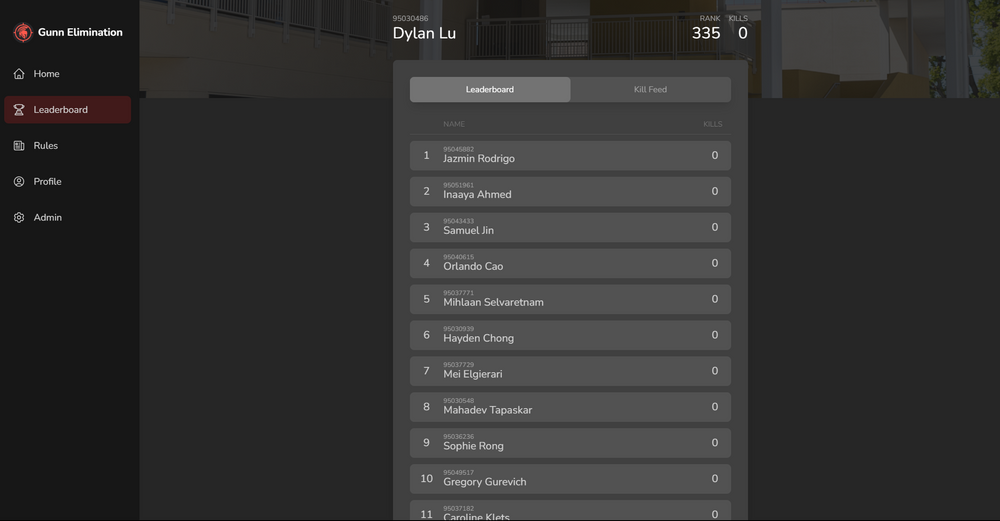 Gunn Elimination
Home
Leaderboard
Rules
Profile
Admin
95030486
Dylan Lu
RANK KILLS
335 0
Leaderboard Kill Feed
NAME KILLS
95045882
1 Jazmin Rodrigo 0
95051961
2 Inaaya Ahmed 0
95043433
3 Samuel Jin 0
95040615
4 Orlando Cao 0
95037771
5 Mihlaan Selvaretnam 0
95030939
6 Hayden Chong 0
95037729
7 Mei Elgierari 0
95030548
8 Mahadev Tapaskar 0
95036236
9 Sophie Rong 0
95049517
10 Gregory Gurevich 0
95037182
11 Caroline Klets 0